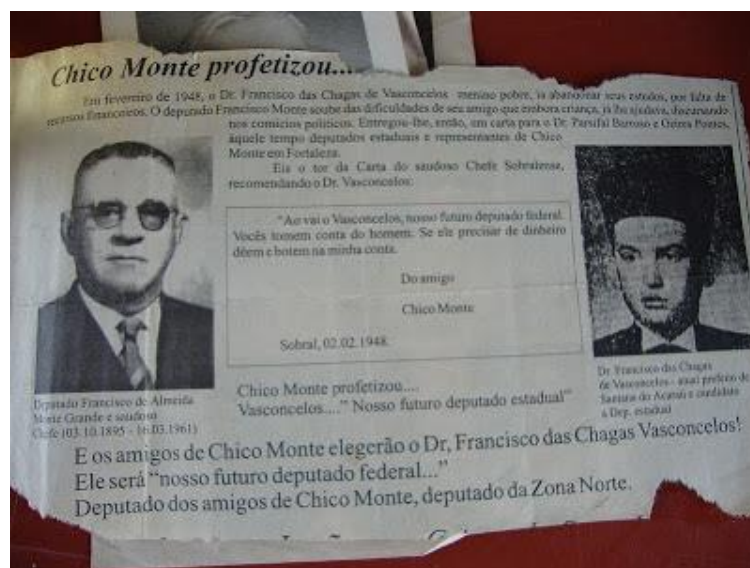 Chico Monte profetizou....
Em fevereiro de 1948, o Dr. Francisco das Chagas de Vasconcelos menino pobre, ia abandonar seus estudos, por falta de
recursos financeiros. O deputado Francisco Monte soube das dificuldades de seu amigo que embora criança, já lhe ajudava, discursando
nos comícios políticos. Entregou-lhe, então, um carta para o Dr. Parsifal Barroso e Ozires Pontes,
àquele tempo deputados estaduais e representantes de Chico
Monte em Fortaleza.
Eis o tor da Carta do saudoso Chefe Sobralense,
recomendando o Dr. Vasconcelos:
"Ao vai o Vasconcelos, nosso futuro deputado federal.
Vocês tomem conta do homem. Se ele precisar de dinheiro
dêem e botem na minha conta.
Do amigo
Chico Monte
Sobral, 02.02.1948.
Deputado Francisco de Almeida
Monte Grande e saudoso
Chefe (03.10.1895 - 16.03.1961)
Dr. Francisco das Chagas
de Vasconcelos - atual prefeito de
Santana do Acaraú e candidato
à Dep. estadual
Chico Monte profetizou....
Vasconcelos...." Nosso futuro deputado estadual"
E os amigos de Chico Monte elegerão o Dr, Francisco das Chagas Vasconcelos!
Ele será "nosso futuro deputado federal..."
Deputado dos amigos de Chico Monte, deputado da Zona Norte.